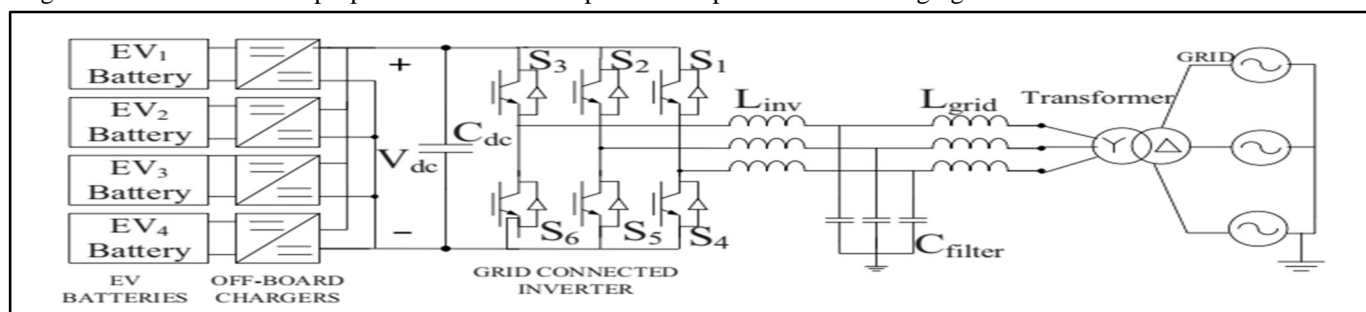 EV1
Battery
EV2
Battery
EV3
Battery
EV4
Battery
EV
BATTERIES
OFF-BOARD
CHARGERS
+
Vdc
−
Cdc
S3
S2
S1
S6
S5
S4
GRID CONNECTED
INVERTER
Linv
Lgrid
Cfilter
Transformer
Y
Δ
GRID